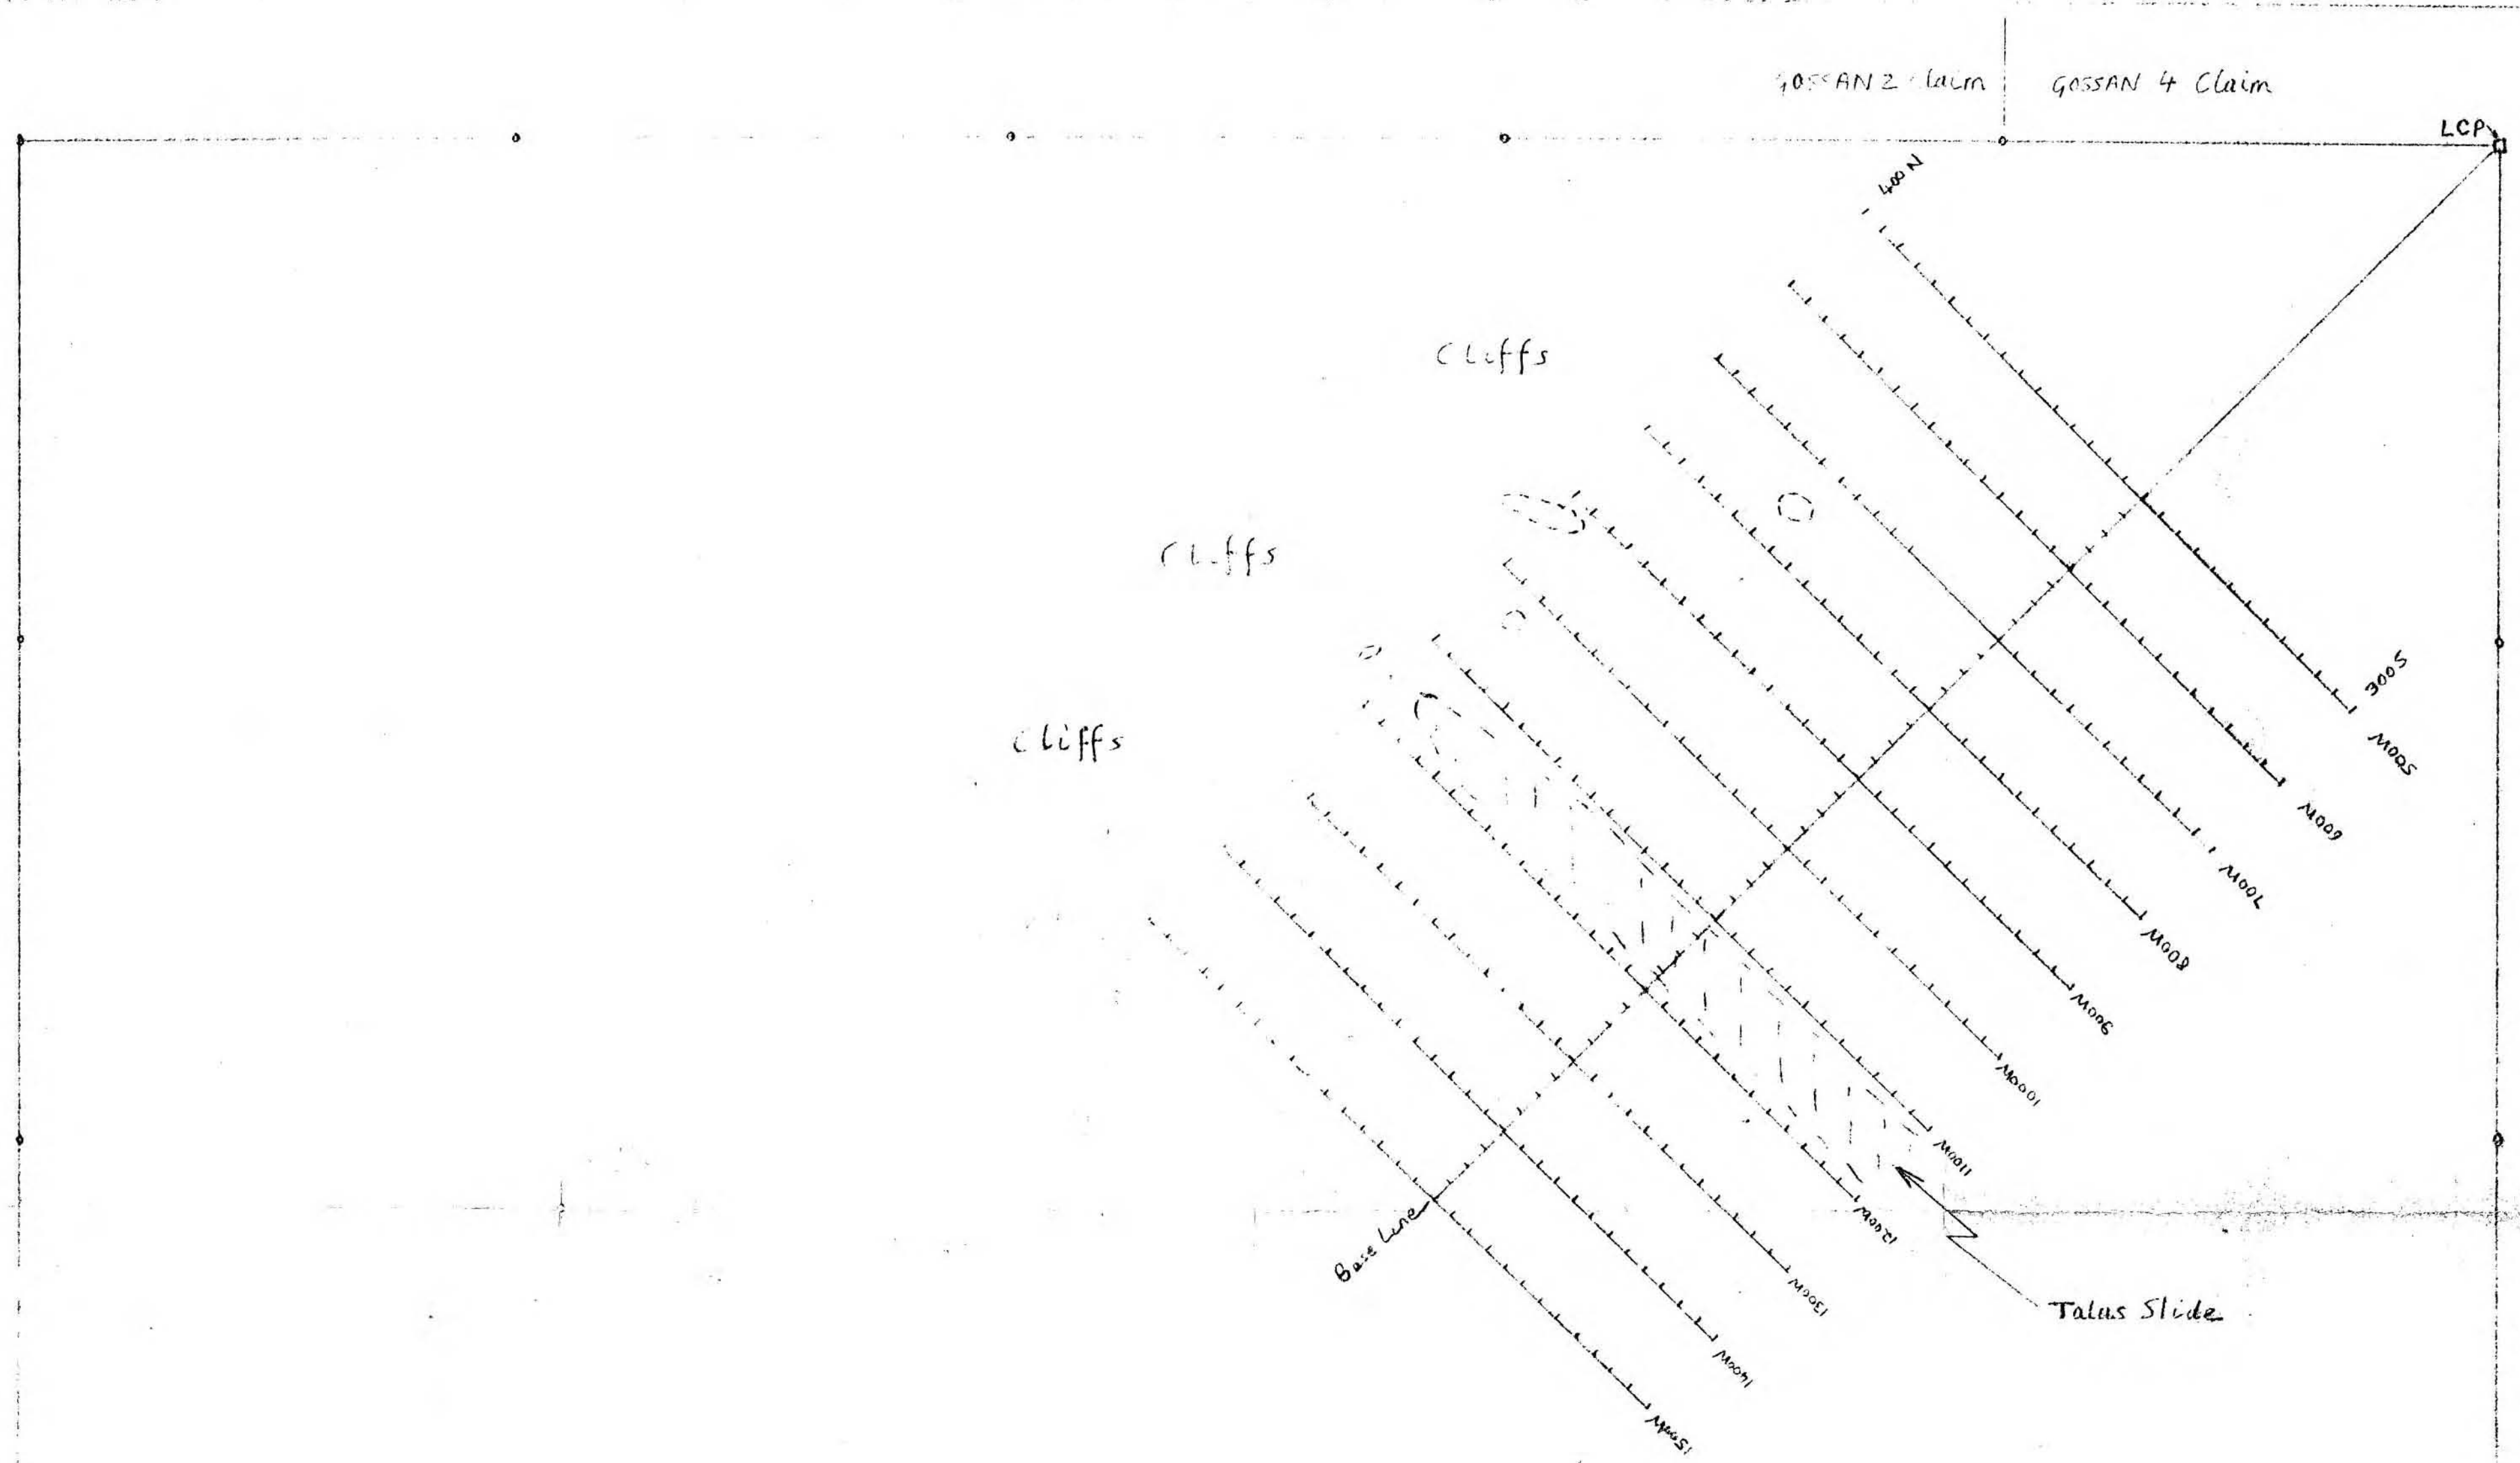 GOSSAN 2 Claim
GOSSAN 4 Claim
LCP
400 N
Cliffs
Cliffs
Cliffs
300 S
500W
600W
700W
800W
900W
1000W
1100W
1200W
1300W
1400W
1500W
Base Line
Talus Slide